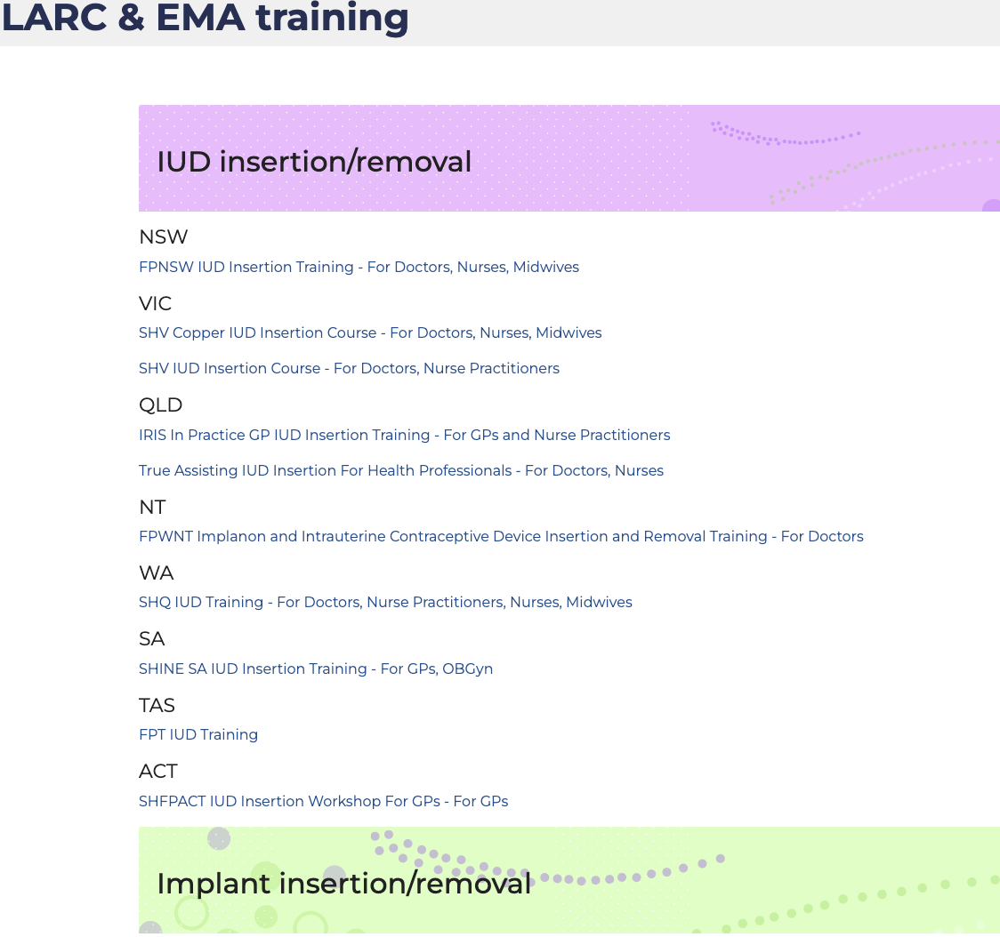 LARC & EMA training
IUD insertion/removal
NSW
FPNSW IUD Insertion Training - For Doctors, Nurses, Midwives
VIC
SHV Copper IUD Insertion Course - For Doctors, Nurses, Midwives
SHV IUD Insertion Course - For Doctors, Nurse Practitioners
QLD
IRIS In Practice GP IUD Insertion Training - For GPs and Nurse Practitioners
True Assisting IUD Insertion For Health Professionals - For Doctors, Nurses
NT
FPWNT Implanon and Intrauterine Contraceptive Device Insertion and Removal Training - For Doctors
WA
SHQ IUD Training - For Doctors, Nurse Practitioners, Nurses, Midwives
SA
SHINE SA IUD Insertion Training - For GPs, OBGyn
TAS
FPT IUD Training
ACT
SHFPACT IUD Insertion Workshop For GPs - For GPs
Implant insertion/removal